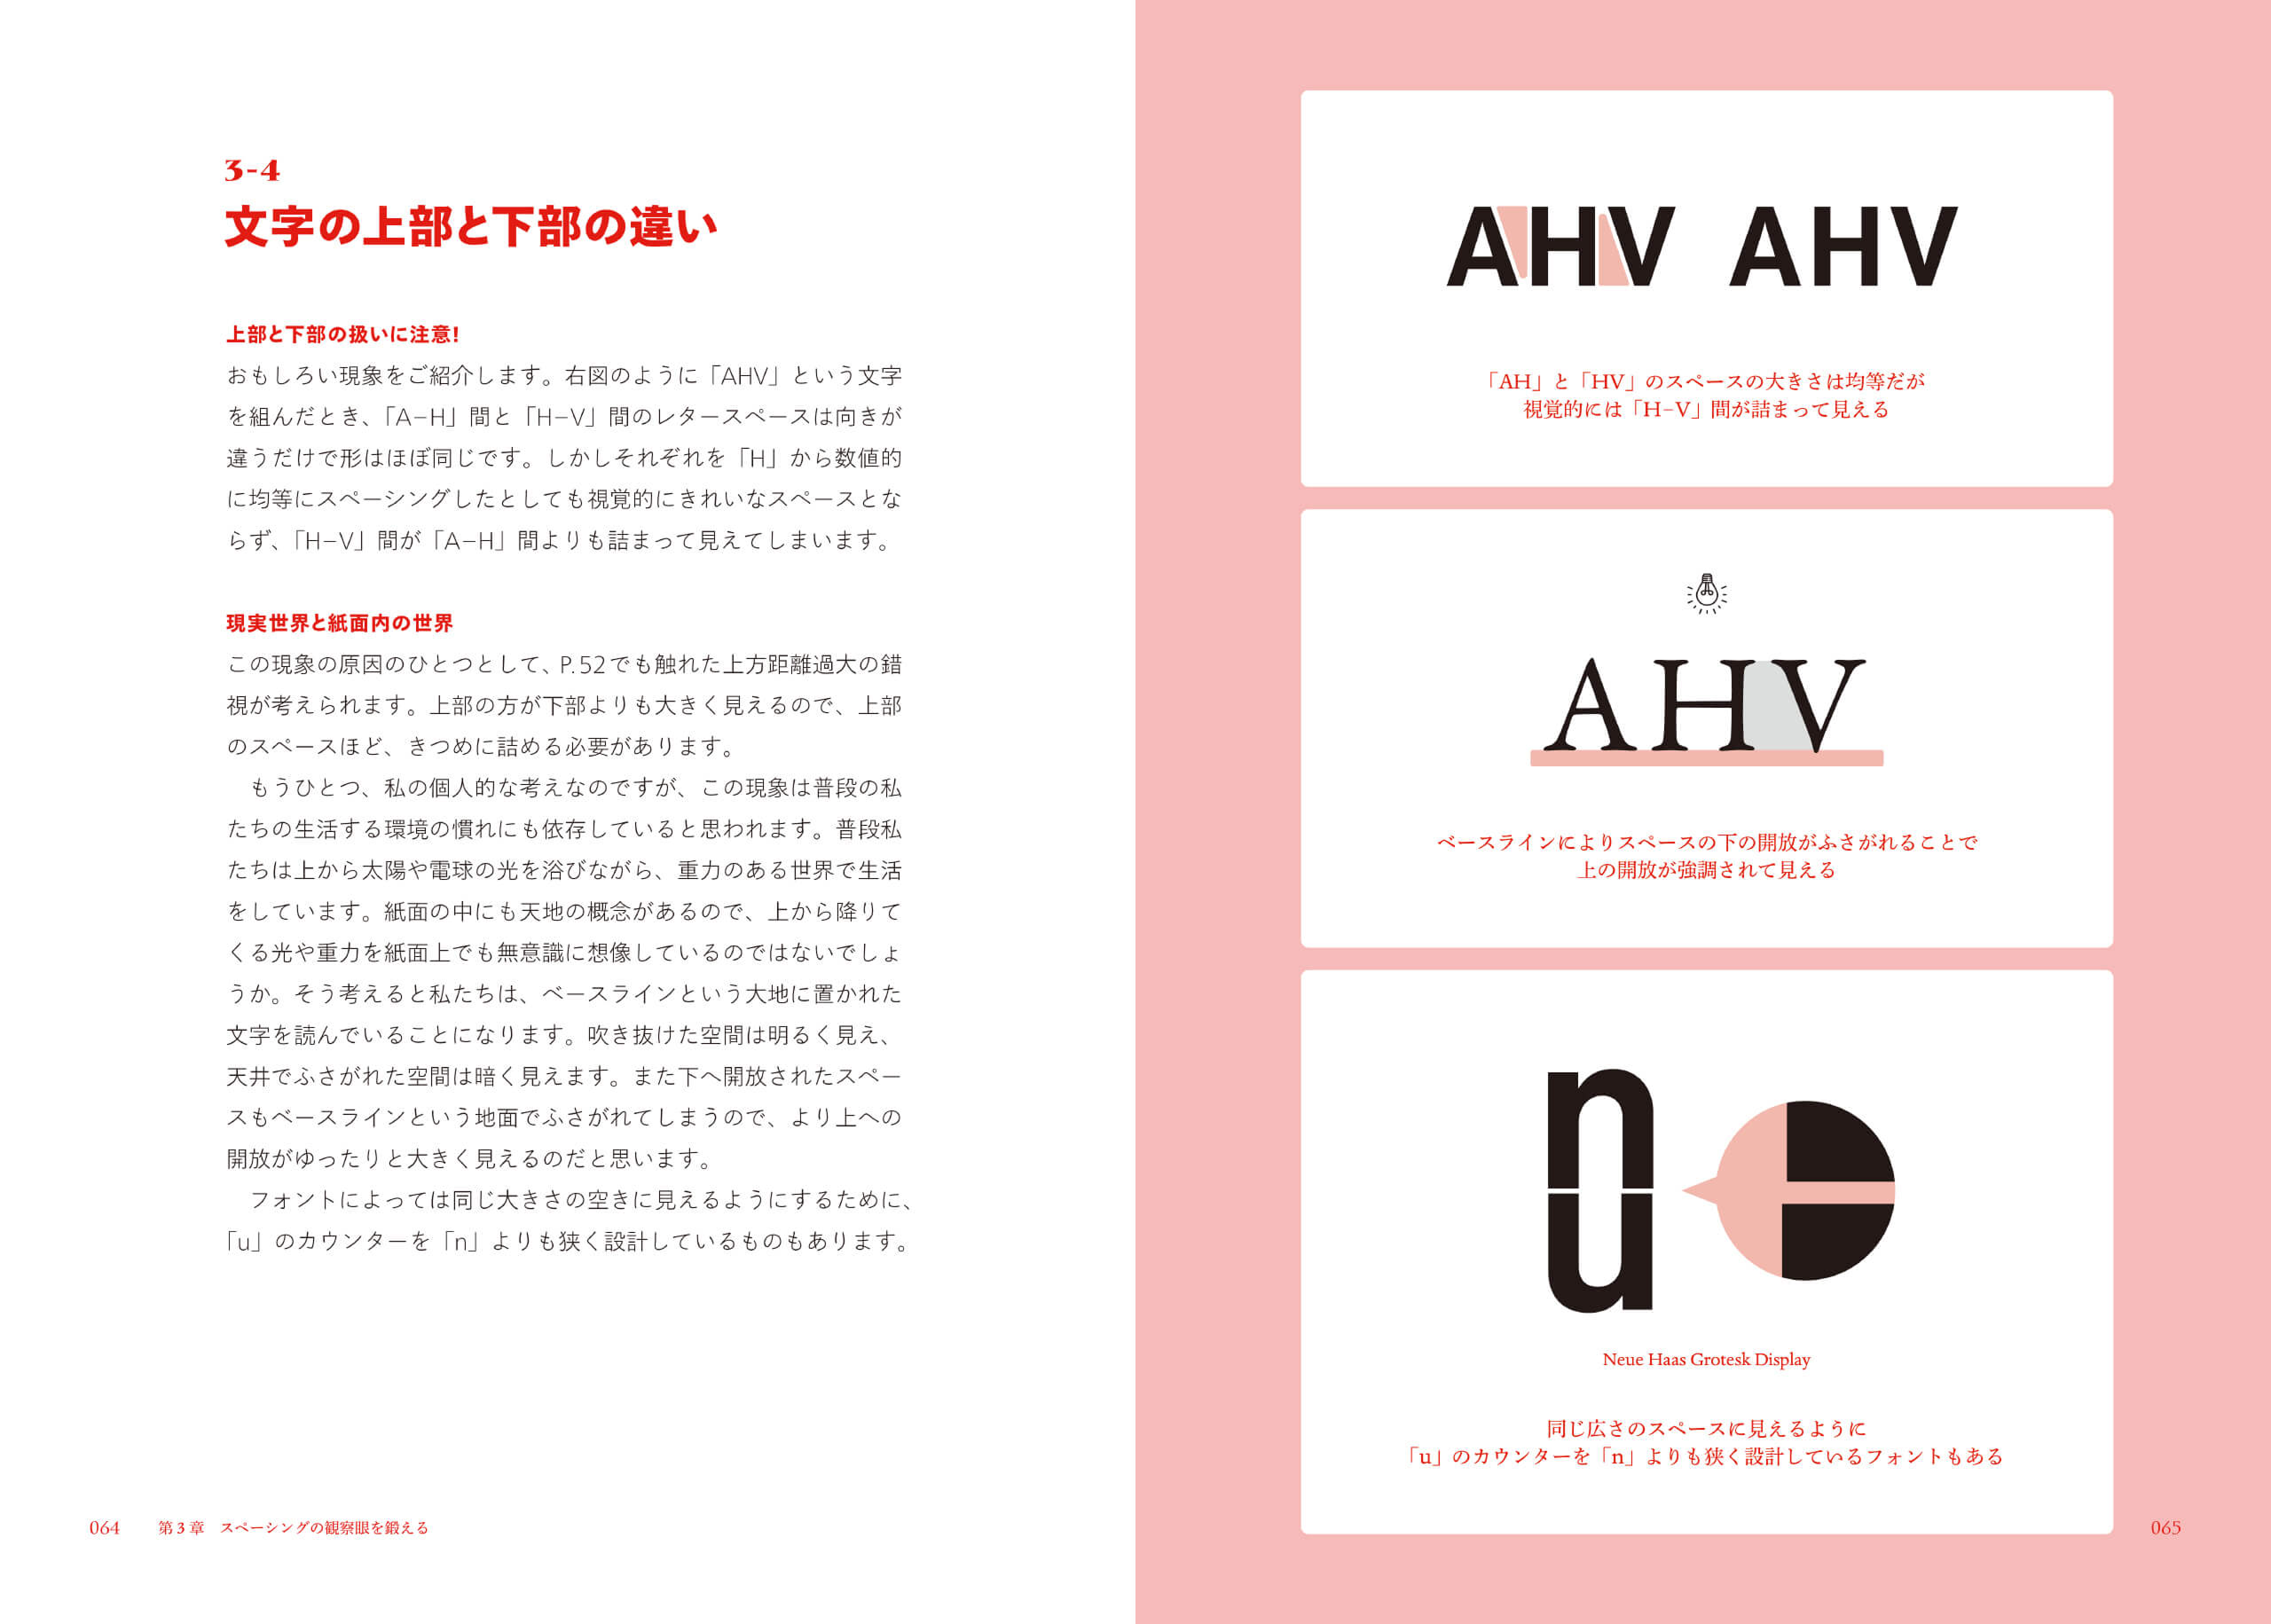 3-4
文字の上部と下部の違い
上部と下部の扱いに注意!
おもしろい現象をご紹介します。右図のように「AHV」という文字
を組んだとき、「A–H」間と「H–V」間のレタースペースは向きが
違うだけで形はほぼ同じです。しかしそれぞれを「H」から数値的
に均等にスペーシングしたとしても視覚的にきれいなスペースとな
らず、「H–V」間が「A–H」間よりも詰まって見えてしまいます。
現実世界と紙面内の世界
この現象の原因のひとつとして、P.52でも触れた上方距離過大の錯
視が考えられます。上部の方が下部よりも大きく見えるので、上部
のスペースほど、きつめに詰める必要があります。
もうひとつ、私の個人的な考えなのですが、この現象は普段の私
たちの生活する環境の慣れにも依存していると思われます。普段私
たちは上から太陽や電球の光を浴びながら、重力のある世界で生活
をしています。紙面の中にも天地の概念があるので、上から降りて
くる光や重力を紙面上でも無意識に想像しているのではないでしょ
うか。そう考えると私たちは、ベースラインという大地に置かれた
文字を読んでいることになります。吹き抜けた空間は明るく見え、
天井でふさがれた空間は暗く見えます。また下へ開放されたスペー
スもベースラインという地面でふさがれてしまうので、より上への
開放がゆったりと大きく見えるのだと思います。
フォントによっては同じ大きさの空きに見えるようにするために、
「u」のカウンターを「n」よりも狭く設計しているものもあります。
064 第3章 スペーシングの観察眼を鍛える
AHV AHV
「AH」と「HV」のスペースの大きさは均等だが
視覚的には「H–V」間が詰まって見える
AHV
ベースラインによりスペースの下の開放がふさがれることで
上の開放が強調されて見える
n
u
Neue Haas Grotesk Display
同じ広さのスペースに見えるように
「u」のカウンターを「n」よりも狭く設計しているフォントもある
065